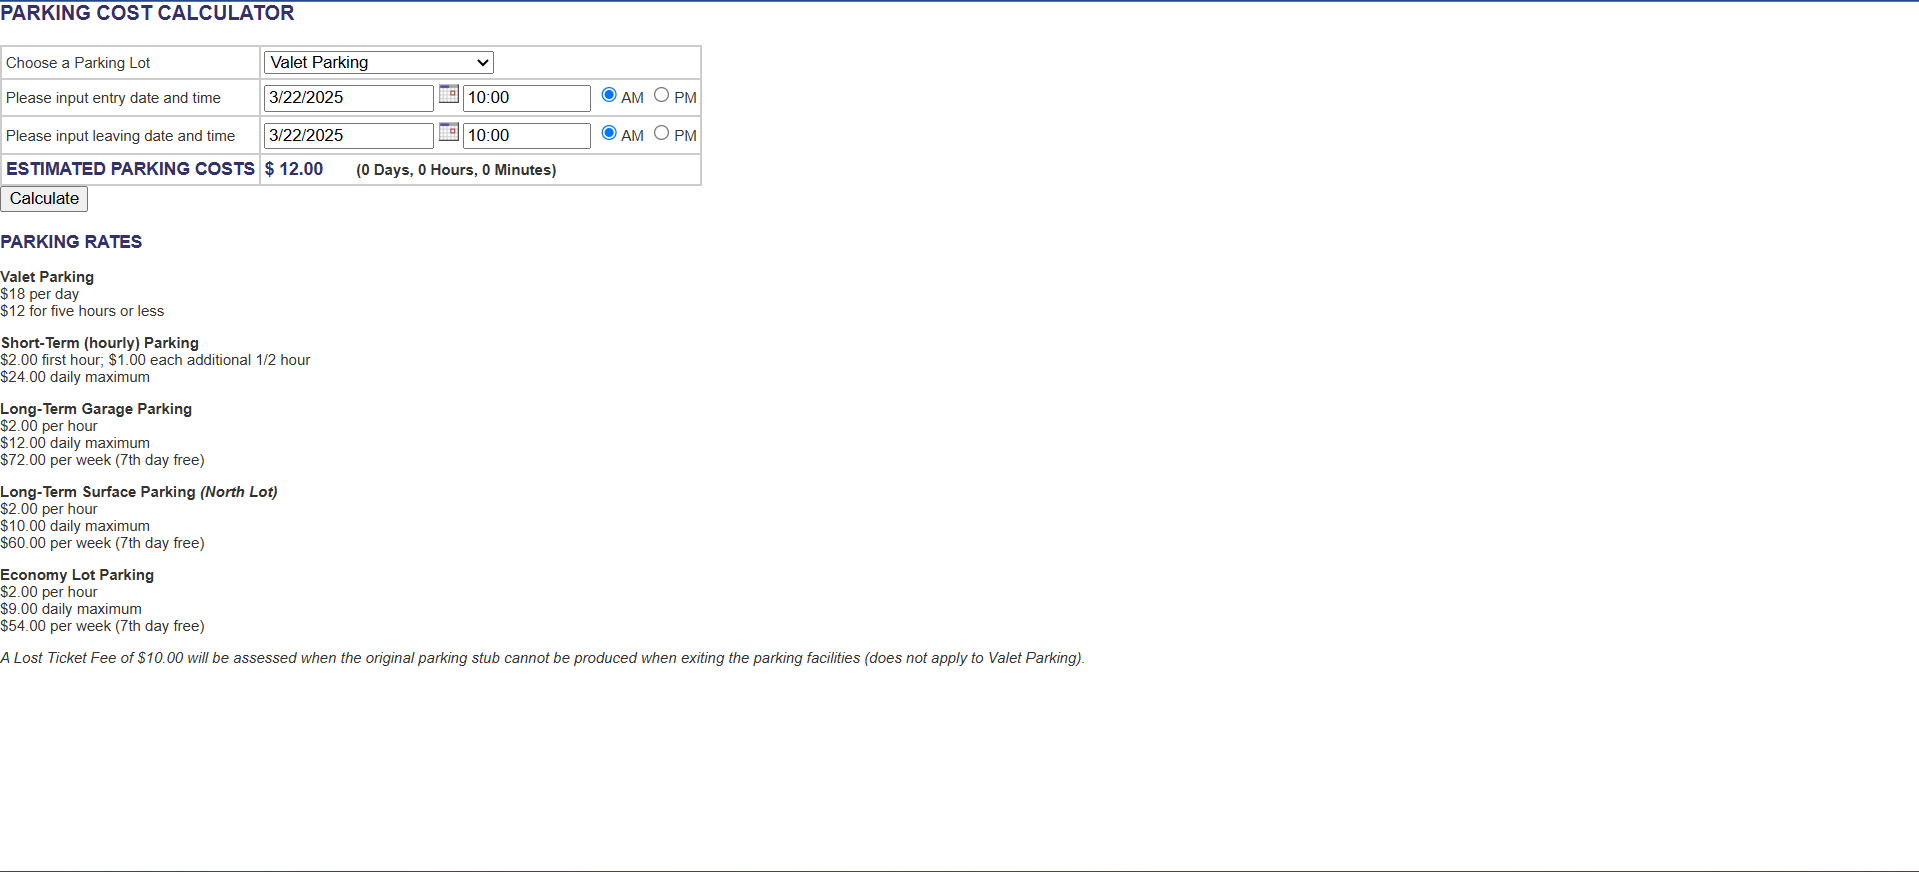 PARKING COST CALCULATOR
Choose a Parking Lot Valet Parking
Please input entry date and time 3/22/2025 10:00 AM PM
Please input leaving date and time 3/22/2025 10:00 AM PM
ESTIMATED PARKING COSTS $ 12.00 (0 Days, 0 Hours, 0 Minutes)
Calculate
PARKING RATES
Valet Parking
$18 per day
$12 for five hours or less
Short-Term (hourly) Parking
$2.00 first hour; $1.00 each additional 1/2 hour
$24.00 daily maximum
Long-Term Garage Parking
$2.00 per hour
$12.00 daily maximum
$72.00 per week (7th day free)
Long-Term Surface Parking (North Lot)
$2.00 per hour
$10.00 daily maximum
$60.00 per week (7th day free)
Economy Lot Parking
$2.00 per hour
$9.00 daily maximum
$54.00 per week (7th day free)
A Lost Ticket Fee of $10.00 will be assessed when the original parking stub cannot be produced when exiting the parking facilities (does not apply to Valet Parking).